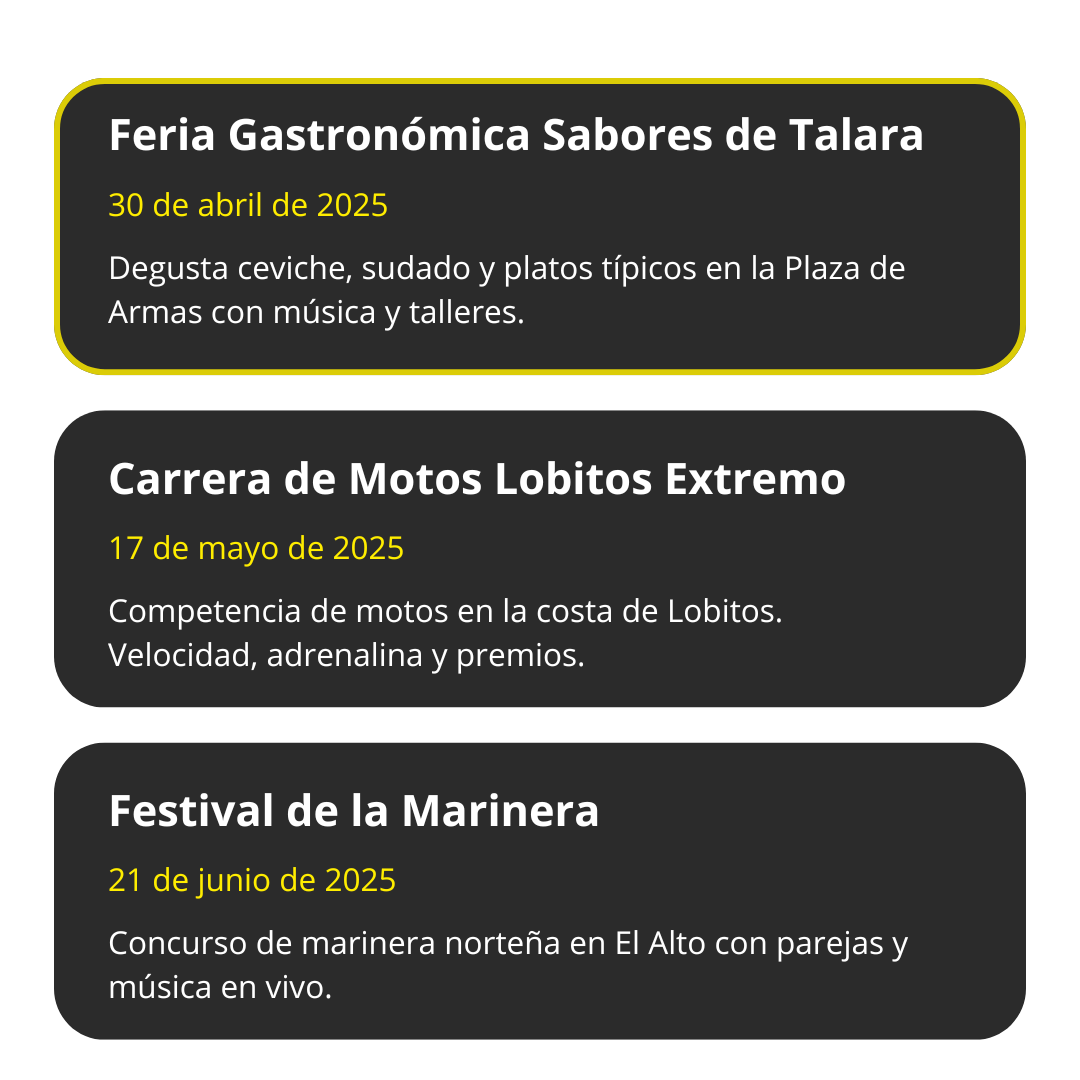 Feria Gastronómica Sabores de Talara
30 de abril de 2025
Degusta ceviche, sudado y platos típicos en la Plaza de
Armas con música y talleres.
Carrera de Motos Lobitos Extremo
17 de mayo de 2025
Competencia de motos en la costa de Lobitos.
Velocidad, adrenalina y premios.
Festival de la Marinera
21 de junio de 2025
Concurso de marinera norteña en El Alto con parejas y
música en vivo.